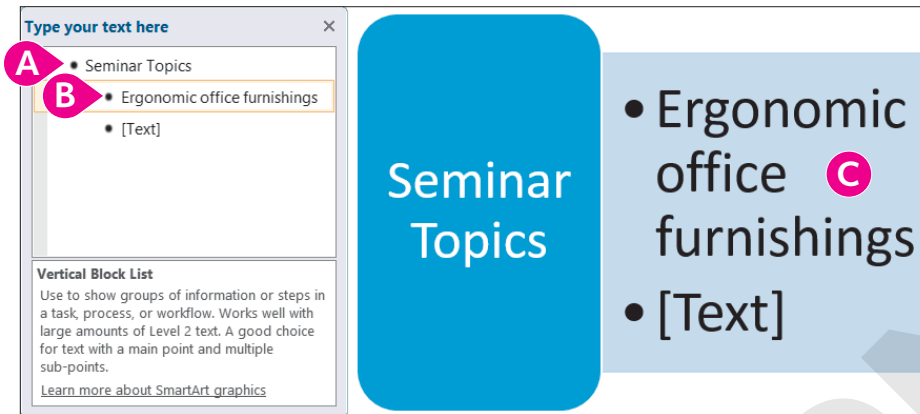 Type your text here ×
A • Seminar Topics
B • Ergonomic office furnishings
• [Text]
Vertical Block List
Use to show groups of information or steps in
a task, process, or workflow. Works well with
large amounts of Level 2 text. A good choice
for text with a main point and multiple
sub-points.
Learn more about SmartArt graphics
Seminar
Topics
• Ergonomic
office C
furnishings
• [Text]